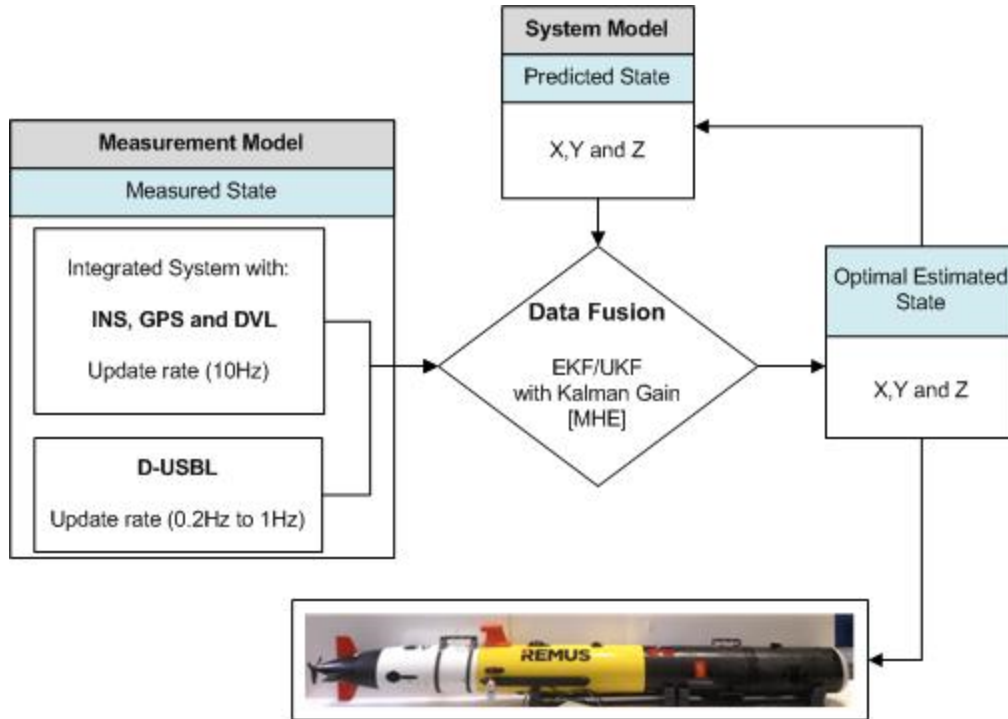 System Model
Predicted State
X,Y and Z
Measurement Model
Measured State
Integrated System with:
INS, GPS and DVL
Update rate (10Hz)
D-USBL
Update rate (0.2Hz to 1Hz)
Data Fusion
EKF/UKF
with Kalman Gain
[MHE]
Optimal Estimated
State
X,Y and Z
REMUS